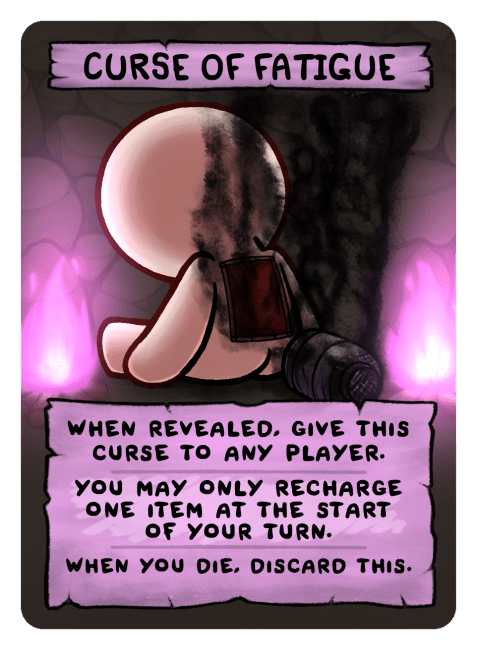 CURSE OF FATIGUE
WHEN REVEALED, GIVE THIS
CURSE TO ANY PLAYER.
YOU MAY ONLY RECHARGE
ONE ITEM AT THE START
OF YOUR TURN.
WHEN YOU DIE, DISCARD THIS.